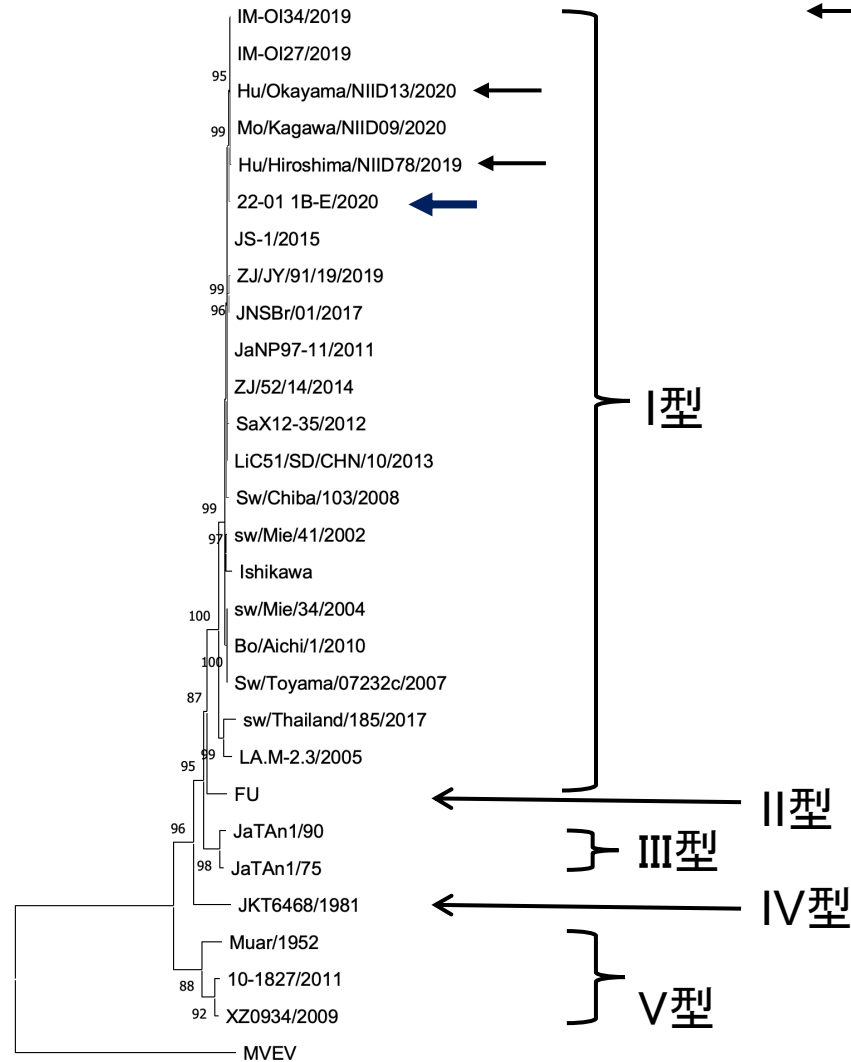 IM-OI34/2019
IM-OI27/2019
95
Hu/Okayama/NIID13/2020
99
Mo/Kagawa/NIID09/2020
Hu/Hiroshima/NIID78/2019
22-01 1B-E/2020
JS-1/2015
ZJ/JY/91/19/2019
99
96
JNSBr/01/2017
JaNP97-11/2011
ZJ/52/14/2014
I型
SaX12-35/2012
LiC51/SD/CHN/10/2013
Sw/Chiba/103/2008
99
sw/Mie/41/2002
97
Ishikawa
sw/Mie/34/2004
100
Bo/Aichi/1/2010
100
Sw/Toyama/07232c/2007
87
sw/Thailand/185/2017
99
LA.M-2.3/2005
95
FU
II型
96
JaTAn1/90
III型
98
JaTAn1/75
JKT6468/1981
IV型
Muar/1952
10-1827/2011
88
V型
92
XZ0934/2009
MVEV